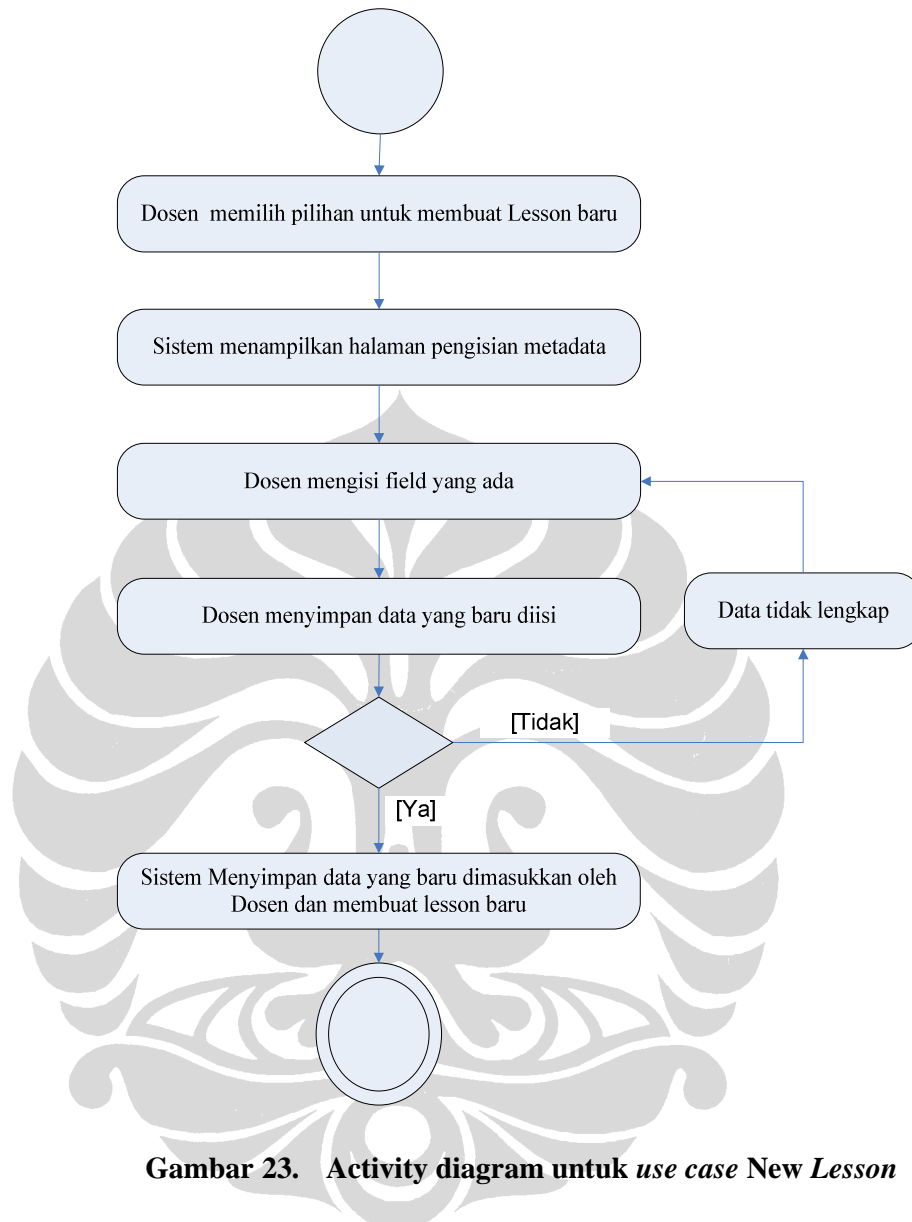 Dosen memilih pilihan untuk membuat Lesson baru
Sistem menampilkan halaman pengisian metadata
Dosen mengisi field yang ada
Dosen menyimpan data yang baru diisi
Data tidak lengkap
[Tidak]
[Ya]
Sistem Menyimpan data yang baru dimasukkan oleh
Dosen dan membuat lesson baru
Gambar 23. Activity diagram untuk use case New Lesson